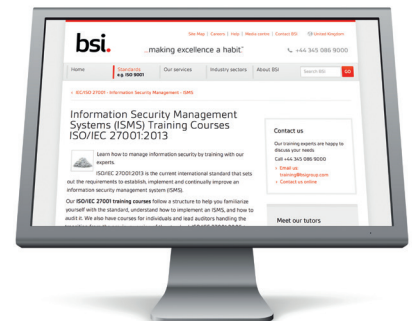 Site Map | Careers | Help | Media centre | Contact BSI United Kingdom
bsi.
...making excellence a habit.
+44 345 086 9000
Home Standards Our services Industry sectors About BSI Search BSI GO
e.g. ISO 9001
IEC/ISO 27001 - Information Security Management - ISMS
Information Security Management
Systems (ISMS) Training Courses
ISO/IEC 27001:2013
Learn how to manage information security by training with our
experts.
ISO/IEC 27001:2013 is the current international standard that sets
out the requirements to establish, implement and continually improve an
information security management system (ISMS).
Our ISO/IEC 27001 training courses follow a structure to help you familiarize
yourself with the standard, understand how to implement an ISMS, and how to
audit it. We also have courses for individuals and lead auditors handling the
Contact us
Our training experts are happy to
discuss your needs
Call +44 345 086 9000
Email us
training@bsigroup.com
Contact us online
Meet our tutors